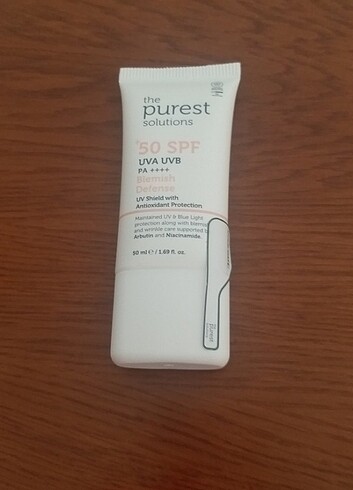 the
purest
solutions
+50 SPF
UVA UVB
PA ++++
Blemish
Defense
UV Shield with
Antioxidant Protection
Maintained UV & Blue Light
protection along with blemish
and wrinkle care supported by
Arbutin and Niacinamide.
50 ml ℮ / 1.69 fl. oz.
purest